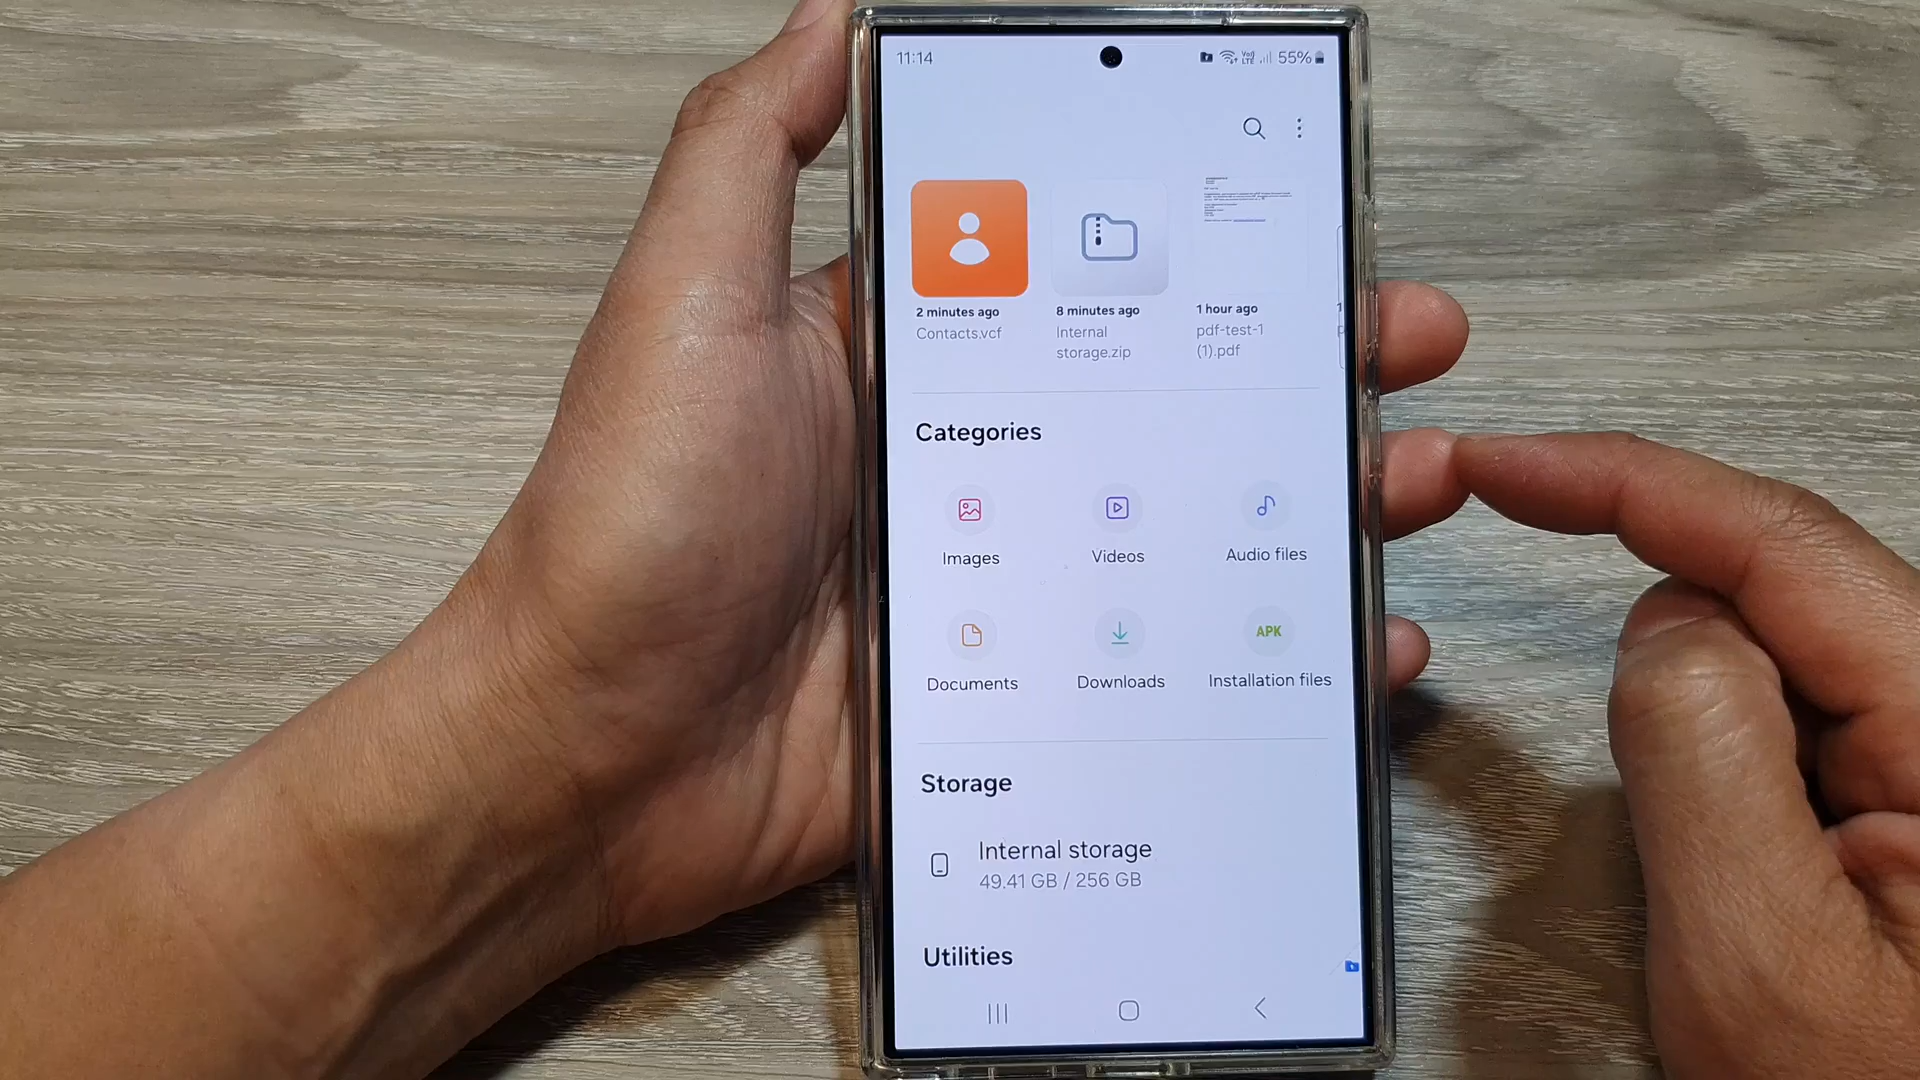 11:14
Vo) LTE 55%
2 minutes ago
Contacts.vcf
8 minutes ago
Internal
storage.zip
1 hour ago
pdf-test-1
(1).pdf
Categories
Images
Videos
Audio files
APK
Documents
Downloads
Installation files
Storage
Internal storage
49.41 GB / 256 GB
Utilities